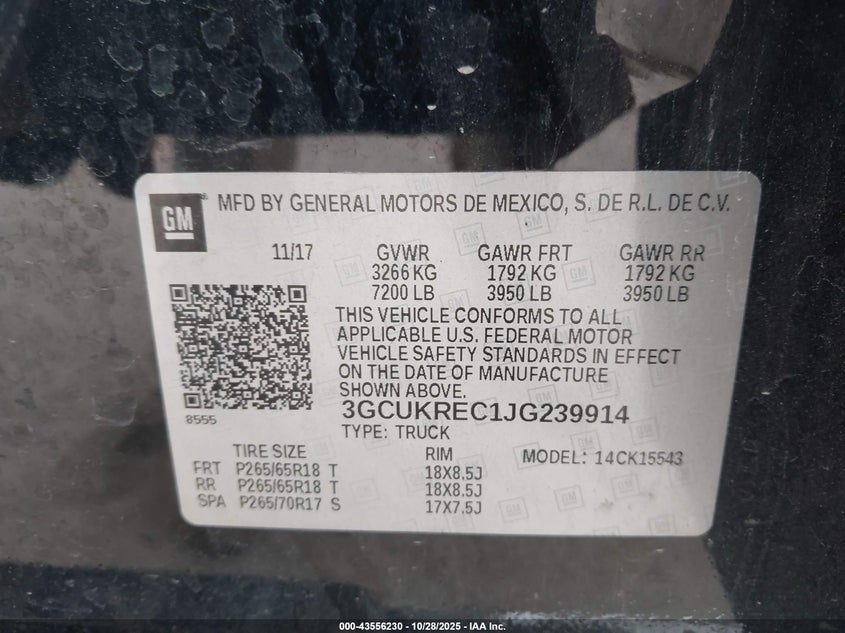 GM
MFD BY GENERAL MOTORS DE MEXICO, S. DE R.L. DE C.V.
11/17 GVWR GAWR FRT GAWR RR
3266 KG 1792 KG 1792 KG
7200 LB 3950 LB 3950 LB
THIS VEHICLE CONFORMS TO ALL
APPLICABLE U.S. FEDERAL MOTOR
VEHICLE SAFETY STANDARDS IN EFFECT
ON THE DATE OF MANUFACTURE
SHOWN ABOVE.
8555
3GCUKREC1JG239914
TYPE: TRUCK
TIRE SIZE RIM MODEL: 14CK15543
FRT P265/65R18 T 18X8.5J
RR P265/65R18 T 18X8.5J
SPA P265/70R17 S 17X7.5J
000-43556230 - 10/28/2025 - IAA Inc.